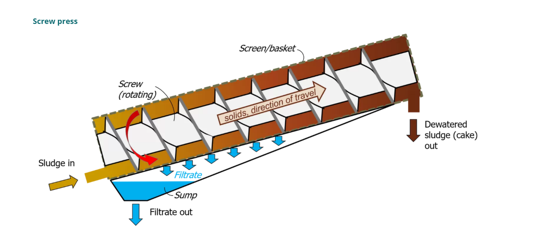 Screw press
Screen/basket
Screw
(rotating)
solids, direction of travel
Dewatered
sludge (cake)
out
Sludge in
Filtrate
Sump
Filtrate out